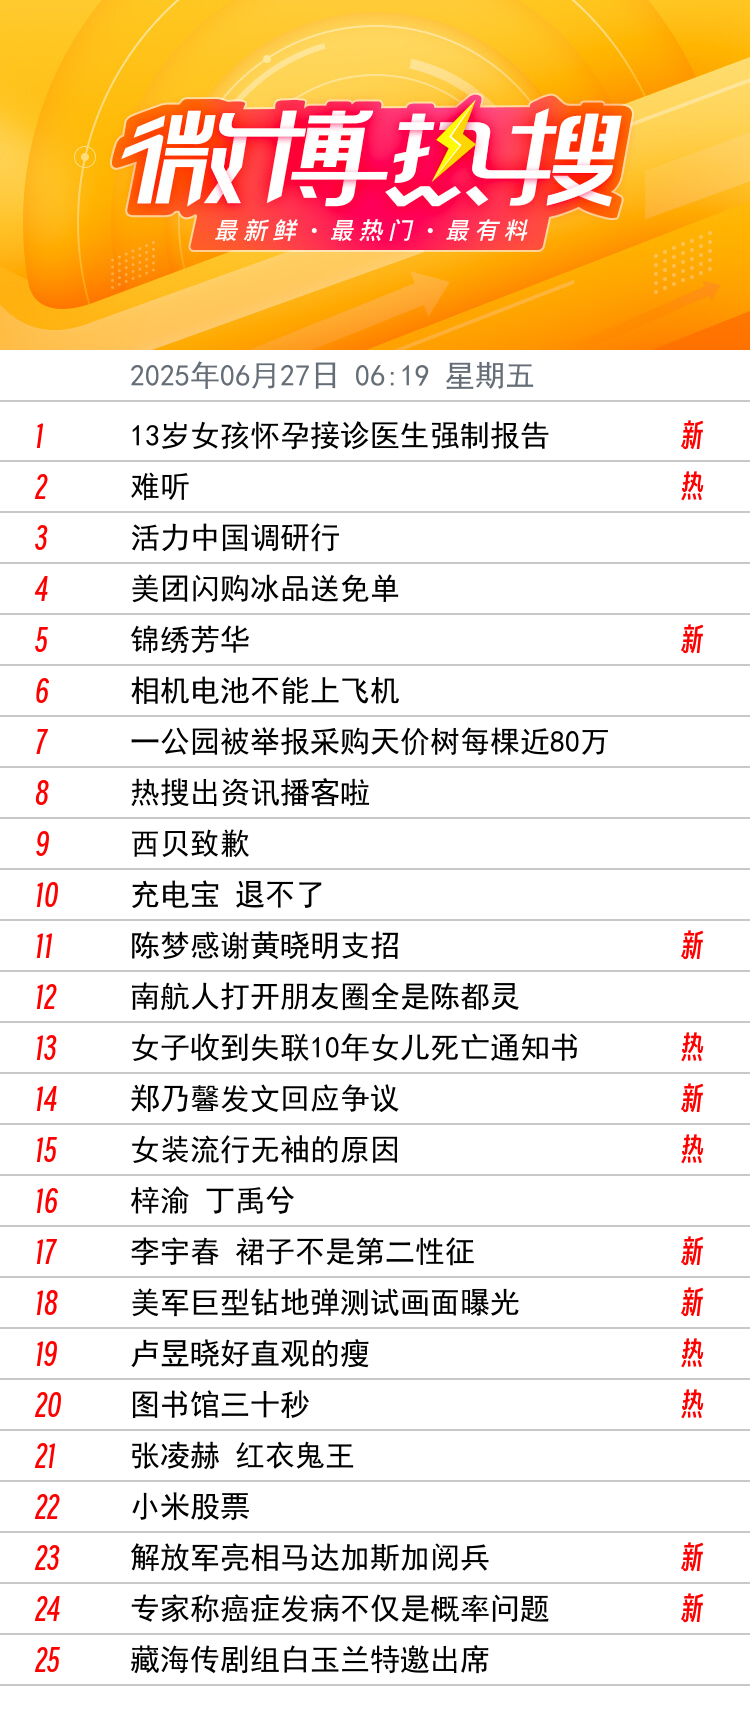 微博热搜
最新鲜·最热门·最有料
2025年06月27日 06:19 星期五
1 13岁女孩怀孕接诊医生强制报告 新
2 难听 热
3 活力中国调研行
4 美团闪购冰品送免单
5 锦绣芳华 新
6 相机电池不能上飞机
7 一公园被举报采购天价树每棵近80万
8 热搜出资讯播客啦
9 西贝致歉
10 充电宝 退不了
11 陈梦感谢黄晓明支招 新
12 南航人打开朋友圈全是陈都灵
13 女子收到失联10年女儿死亡通知书 热
14 郑乃馨发文回应争议 新
15 女装流行无袖的原因 热
16 梓渝 丁禹兮
17 李宇春 裙子不是第二性征 新
18 美军巨型钻地弹测试画面曝光 新
19 卢昱晓好直观的瘦 热
20 图书馆三十秒 热
21 张凌赫 红衣鬼王
22 小米股票
23 解放军亮相马达加斯加阅兵 新
24 专家称癌症发病不仅是概率问题 新
25 藏海传剧组白玉兰特邀出席